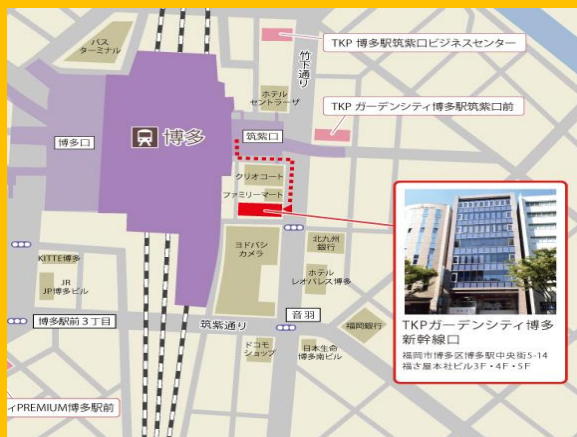 TKP 博多駅筑紫口ビジネスセンター
バス
ターミナル
竹下通り
ホテル
セントラーザ
TKP ガーデンシティ博多駅筑紫口前
博多口
博多
筑紫口
クリオコート
ファミリーマート
ヨドバシ
カメラ
北九州
銀行
KITTE博多
JR
JP博多ビル
ホテル
レオパレス博多
音羽
博多駅前3丁目
筑紫通り
福岡銀行
ドコモ
ショップ
日本生命
博多南ビル
TKPガーデンシティ博多
新幹線口
福岡市博多区博多駅中央街5-14
福さ屋本社ビル3F・4F・5F
ィPREMIUM博多駅前